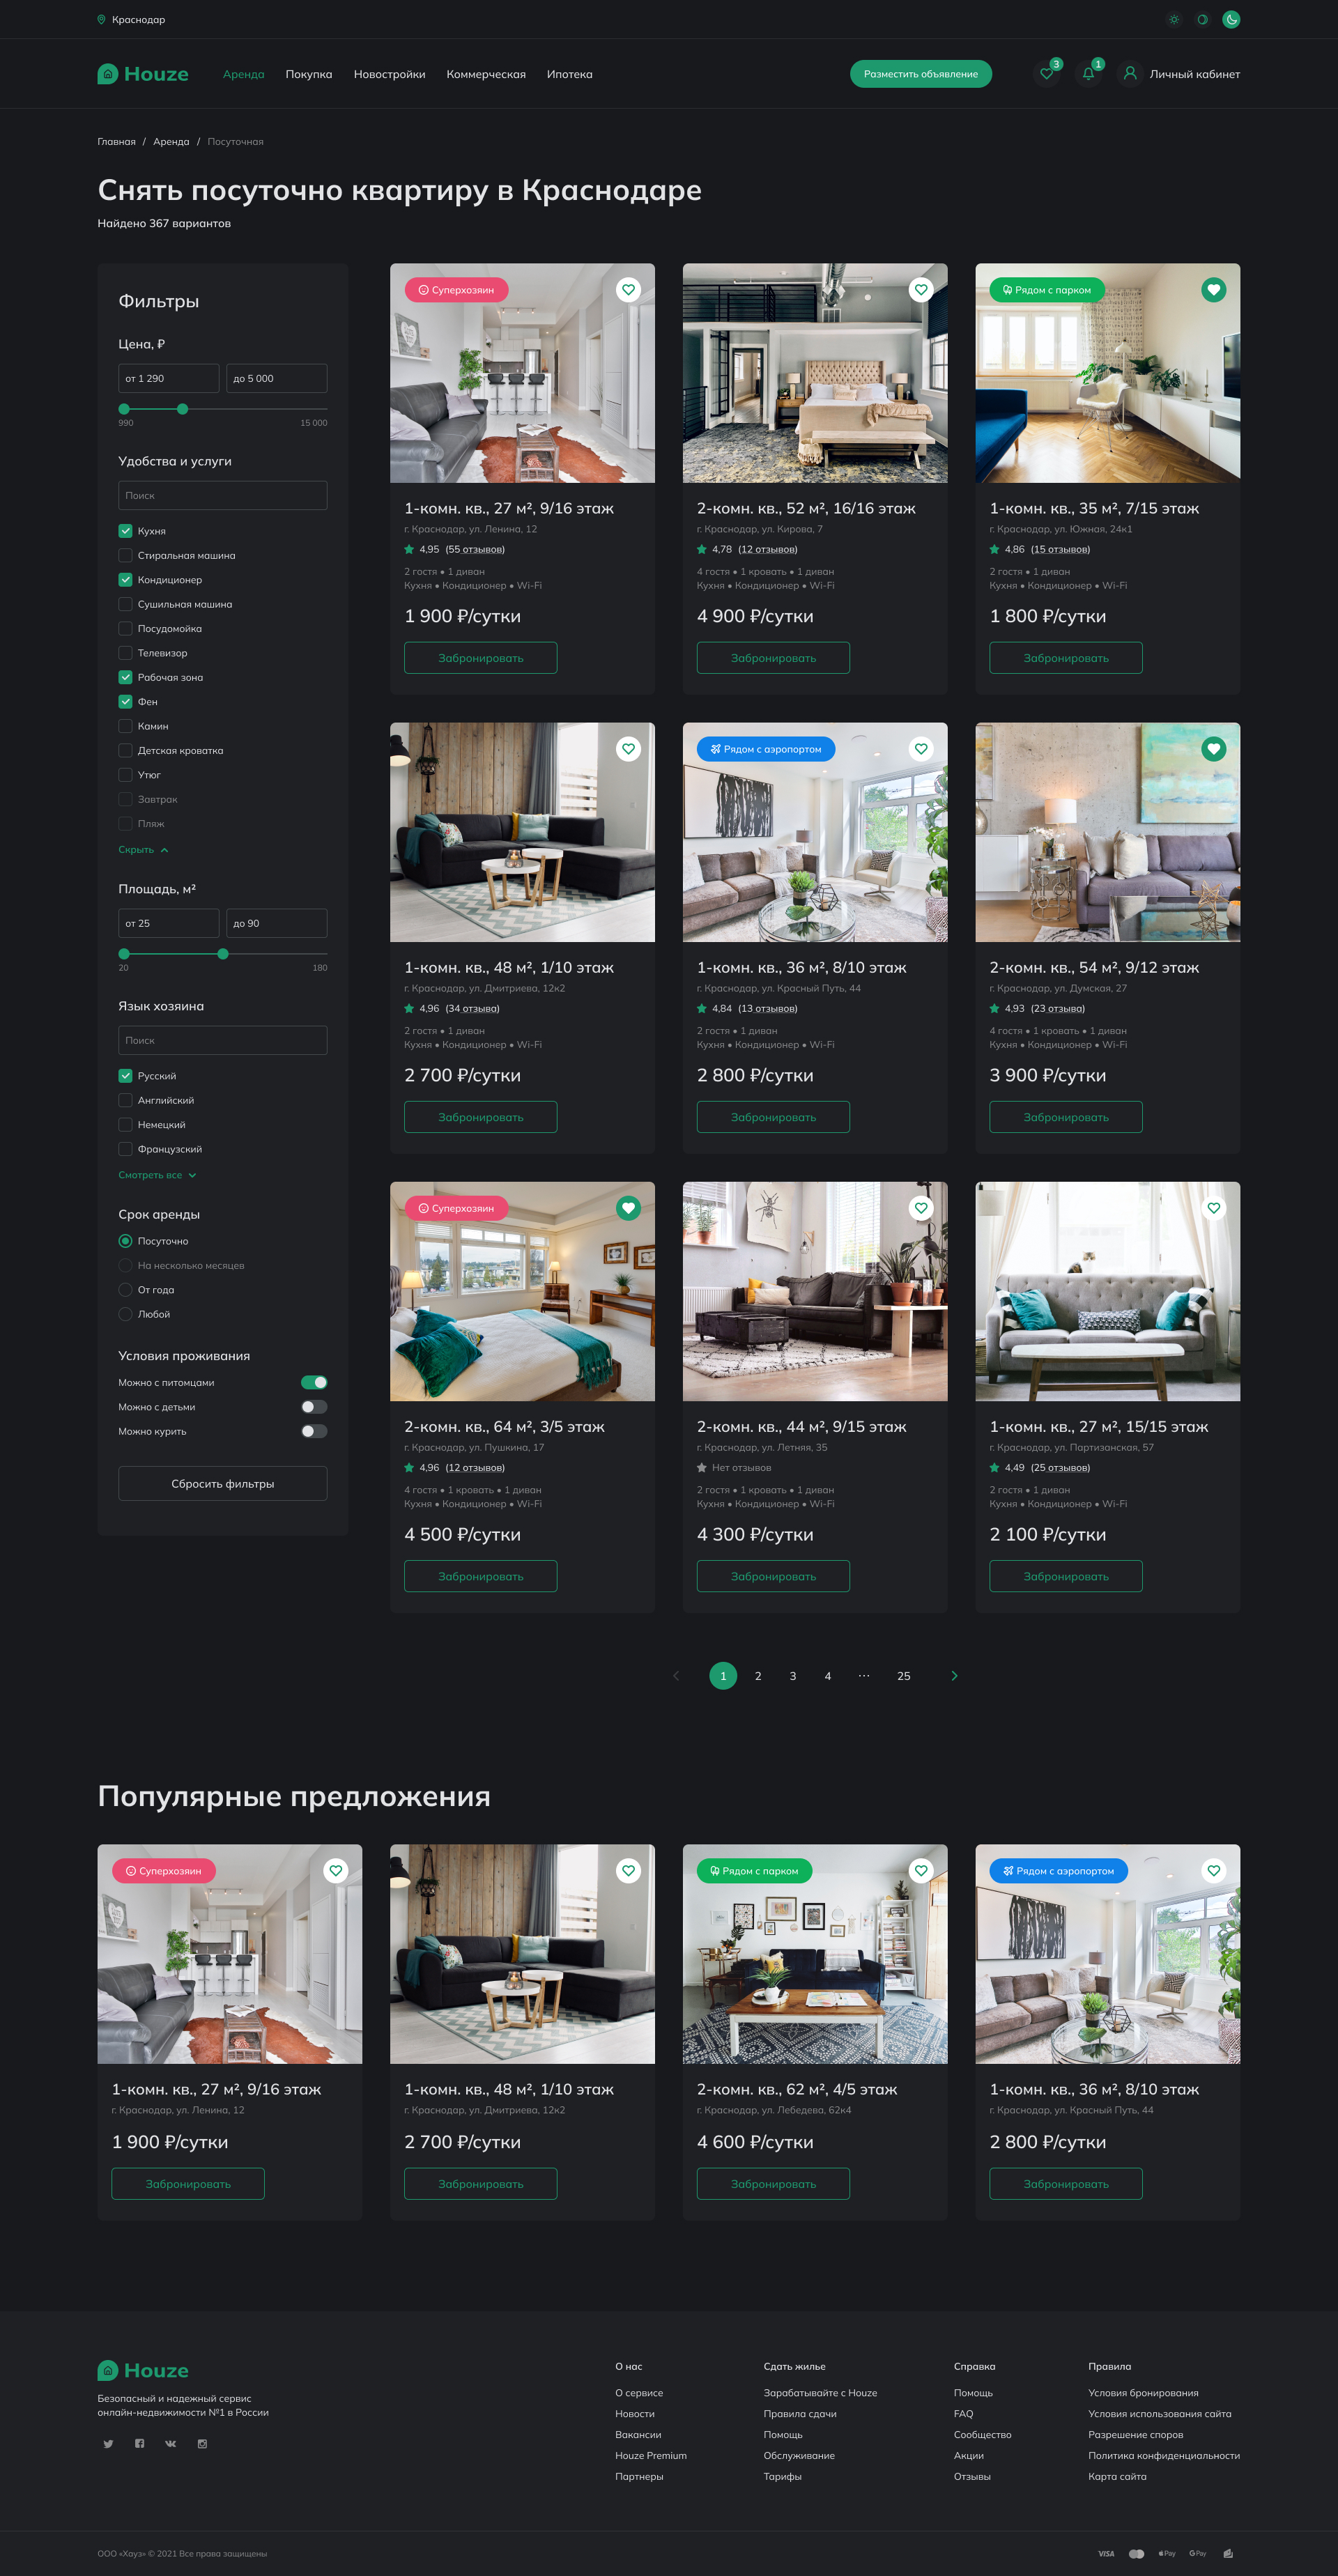 Краснодар
Houze
Аренда Покупка Новостройки Коммерческая Ипотека
Разместить объявление
3
1
Личный кабинет
Главная / Аренда / Посуточная
Снять посуточно квартиру в Краснодаре
Найдено 367 вариантов
Фильтры
Цена, ₽
от 1 290 до 5 000
990 15 000
Удобства и услуги
Поиск
Кухня
Стиральная машина
Кондиционер
Сушильная машина
Посудомойка
Телевизор
Рабочая зона
Фен
Камин
Детская кроватка
Утюг
Завтрак
Пляж
Скрыть
Площадь, м²
от 25 до 90
20 180
Язык хозяина
Поиск
Русский
Английский
Немецкий
Французский
Смотреть все
Срок аренды
Посуточно
На несколько месяцев
От года
Любой
Условия проживания
Можно с питомцами
Можно с детьми
Можно курить
Сбросить фильтры
Суперхозяин
1-комн. кв., 27 м², 9/16 этаж
г. Краснодар, ул. Ленина, 12
4,95 (55 отзывов)
2 гостя • 1 диван
Кухня • Кондиционер • Wi-Fi
1 900 ₽/сутки
Забронировать
2-комн. кв., 52 м², 16/16 этаж
г. Краснодар, ул. Кирова, 7
4,78 (12 отзывов)
4 гостя • 1 кровать • 1 диван
Кухня • Кондиционер • Wi-Fi
4 900 ₽/сутки
Забронировать
Рядом с парком
1-комн. кв., 35 м², 7/15 этаж
г. Краснодар, ул. Южная, 24к1
4,86 (15 отзывов)
2 гостя • 1 диван
Кухня • Кондиционер • Wi-Fi
1 800 ₽/сутки
Забронировать
1-комн. кв., 48 м², 1/10 этаж
г. Краснодар, ул. Дмитриева, 12к2
4,96 (34 отзыва)
2 гостя • 1 диван
Кухня • Кондиционер • Wi-Fi
2 700 ₽/сутки
Забронировать
Рядом с аэропортом
1-комн. кв., 36 м², 8/10 этаж
г. Краснодар, ул. Красный Путь, 44
4,84 (13 отзывов)
2 гостя • 1 диван
Кухня • Кондиционер • Wi-Fi
2 800 ₽/сутки
Забронировать
2-комн. кв., 54 м², 9/12 этаж
г. Краснодар, ул. Думская, 27
4,93 (23 отзыва)
4 гостя • 1 кровать • 1 диван
Кухня • Кондиционер • Wi-Fi
3 900 ₽/сутки
Забронировать
Суперхозяин
2-комн. кв., 64 м², 3/5 этаж
г. Краснодар, ул. Пушкина, 17
4,96 (12 отзывов)
4 гостя • 1 кровать • 1 диван
Кухня • Кондиционер • Wi-Fi
4 500 ₽/сутки
Забронировать
2-комн. кв., 44 м², 9/15 этаж
г. Краснодар, ул. Летняя, 35
Нет отзывов
2 гостя • 1 кровать • 1 диван
Кухня • Кондиционер • Wi-Fi
4 300 ₽/сутки
Забронировать
1-комн. кв., 27 м², 15/15 этаж
г. Краснодар, ул. Партизанская, 57
4,49 (25 отзывов)
2 гостя • 1 диван
Кухня • Кондиционер • Wi-Fi
2 100 ₽/сутки
Забронировать
1 2 3 4 ... 25
Популярные предложения
Суперхозяин
1-комн. кв., 27 м², 9/16 этаж
г. Краснодар, ул. Ленина, 12
1 900 ₽/сутки
Забронировать
1-комн. кв., 48 м², 1/10 этаж
г. Краснодар, ул. Дмитриева, 12к2
2 700 ₽/сутки
Забронировать
Рядом с парком
2-комн. кв., 62 м², 4/5 этаж
г. Краснодар, ул. Лебедева, 62к4
4 600 ₽/сутки
Забронировать
Рядом с аэропортом
1-комн. кв., 36 м², 8/10 этаж
г. Краснодар, ул. Красный Путь, 44
2 800 ₽/сутки
Забронировать
Houze
Безопасный и надежный сервис
онлайн-недвижимости №1 в России
О нас
О сервисе
Новости
Вакансии
Houze Premium
Партнеры
Сдать жилье
Зарабатывайте с Houze
Правила сдачи
Помощь
Обслуживание
Тарифы
Справка
Помощь
FAQ
Сообщество
Акции
Отзывы
Правила
Условия бронирования
Условия использования сайта
Разрешение споров
Политика конфиденциальности
Карта сайта
ООО «Хауз» © 2021 Все права защищены
VISA Pay G Pay